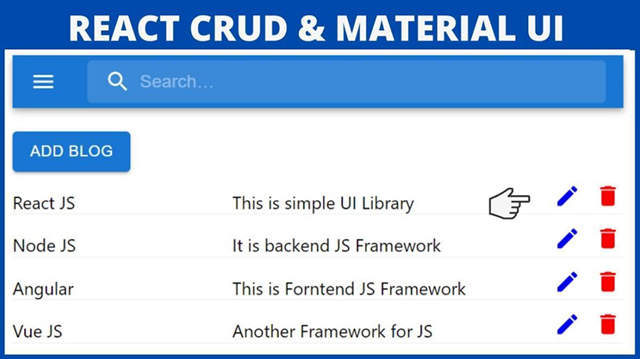 REACT CRUD & MATERIAL UI
Search...
ADD BLOG
React JS This is simple UI Library
Node JS It is backend JS Framework
Angular This is Forntend JS Framework
Vue JS Another Framework for JS